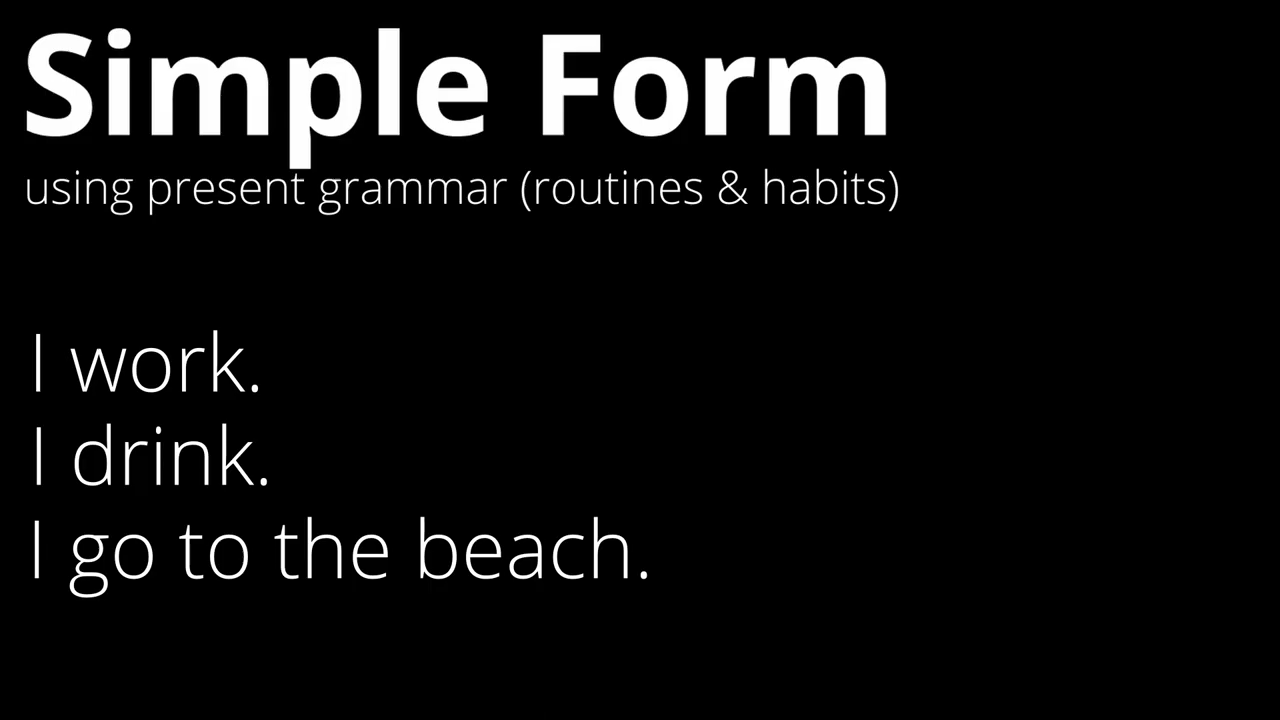 Simple Form
using present grammar (routines & habits)
I work.
I drink.
I go to the beach.